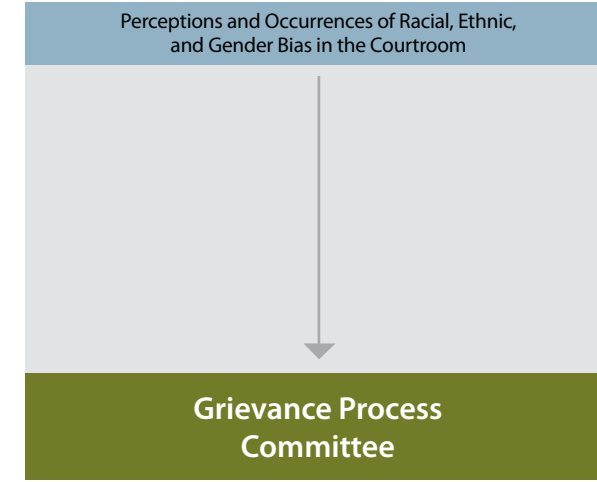 Perceptions and Occurrences of Racial, Ethnic,
and Gender Bias in the Courtroom
Grievance Process
Committee